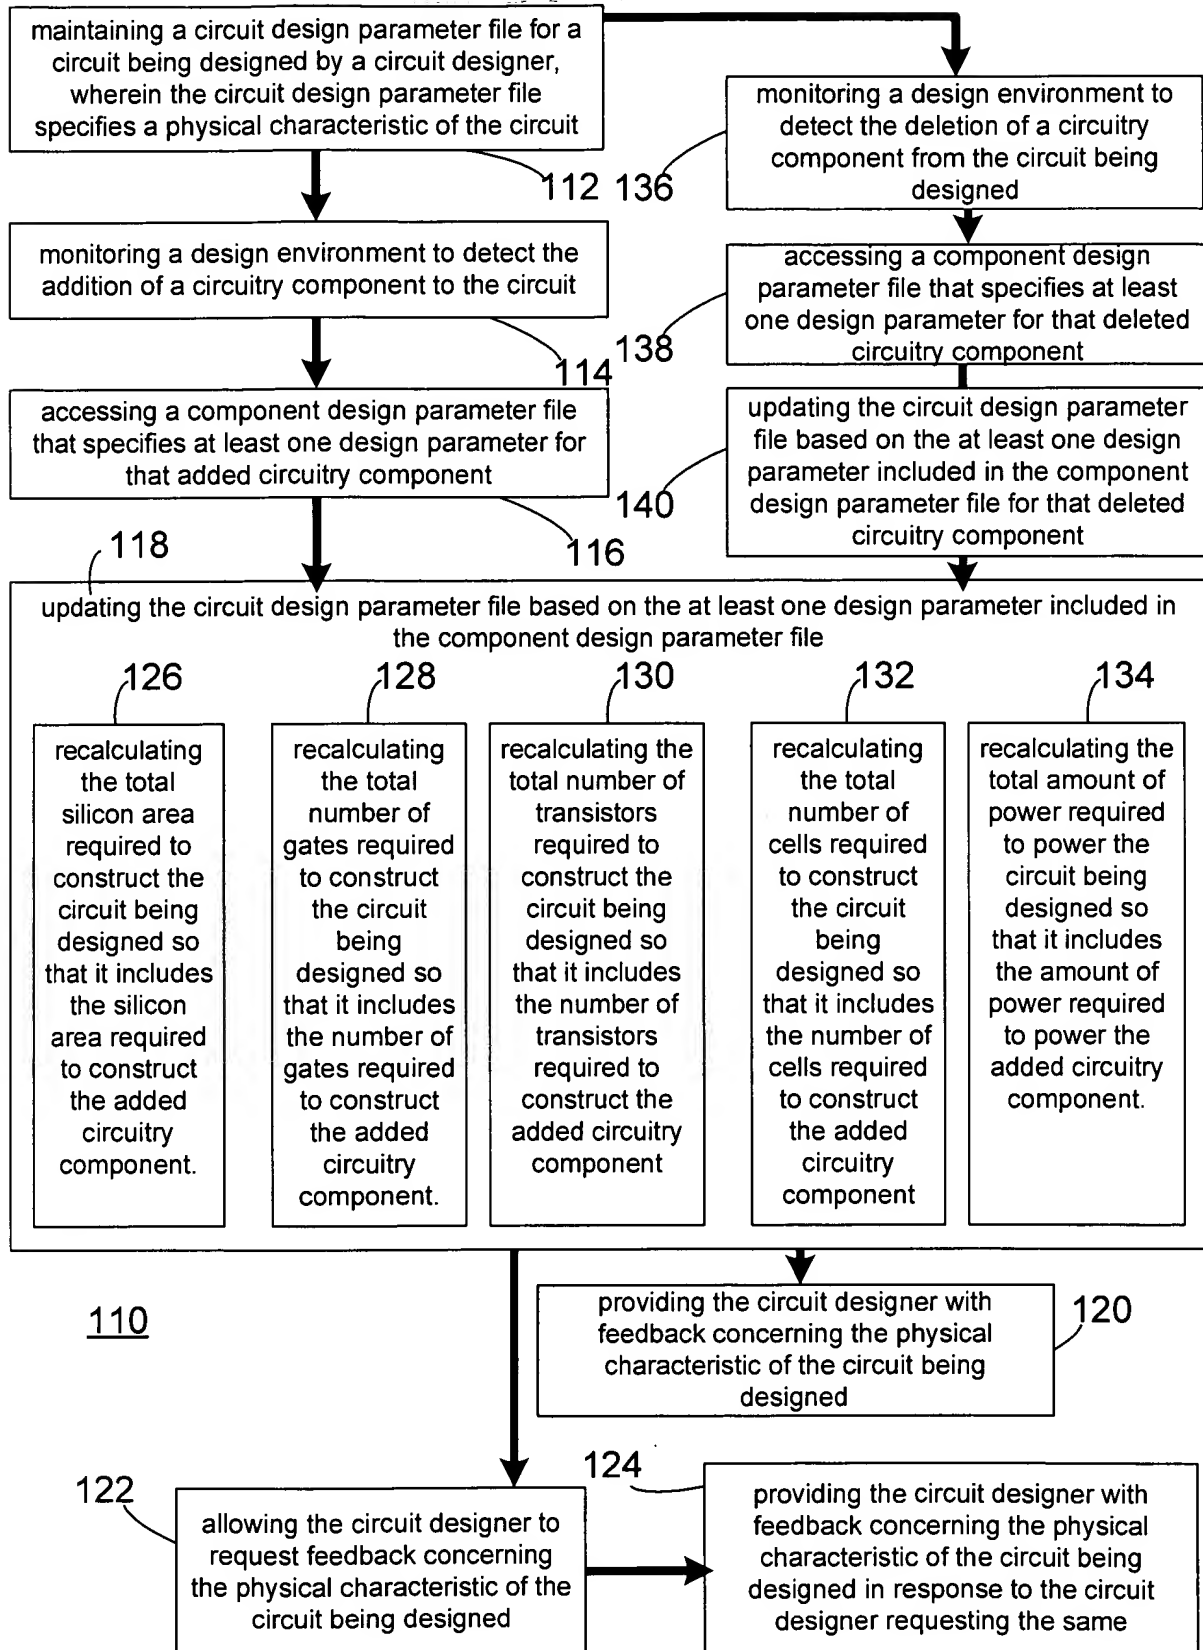 maintaining a circuit design parameter file for a
circuit being designed by a circuit designer,
wherein the circuit design parameter file
specifies a physical characteristic of the circuit
112
monitoring a design environment to detect the
addition of a circuitry component to the circuit
114
accessing a component design parameter file
that specifies at least one design parameter for
that added circuitry component
116
136
monitoring a design environment to
detect the deletion of a circuitry
component from the circuit being
designed
138
accessing a component design
parameter file that specifies at least
one design parameter for that deleted
circuitry component
140
updating the circuit design parameter
file based on the at least one design
parameter included in the component
design parameter file for that deleted
circuitry component
118
updating the circuit design parameter file based on the at least one design parameter included in
the component design parameter file
126
recalculating
the total
silicon area
required to
construct the
circuit being
designed so
that it includes
the silicon
area required
to construct
the added
circuitry
component.
128
recalculating
the total
number of
gates required
to construct
the circuit
being
designed so
that it includes
the number of
gates required
to construct
the added
circuitry
component.
130
recalculating the
total number of
transistors
required to
construct the
circuit being
designed so
that it includes
the number of
transistors
required to
construct the
added circuitry
component
132
recalculating
the total
number of
cells required
to construct
the circuit
being
designed so
that it includes
the number of
cells required
to construct
the added
circuitry
component
134
recalculating the
total amount of
power required
to power the
circuit being
designed so
that it includes
the amount of
power required
to power the
added circuitry
component.
110
providing the circuit designer with
feedback concerning the physical
characteristic of the circuit being
designed
120
122
allowing the circuit designer to
request feedback concerning
the physical characteristic of the
circuit being designed
124
providing the circuit designer with
feedback concerning the physical
characteristic of the circuit being
designed in response to the circuit
designer requesting the same